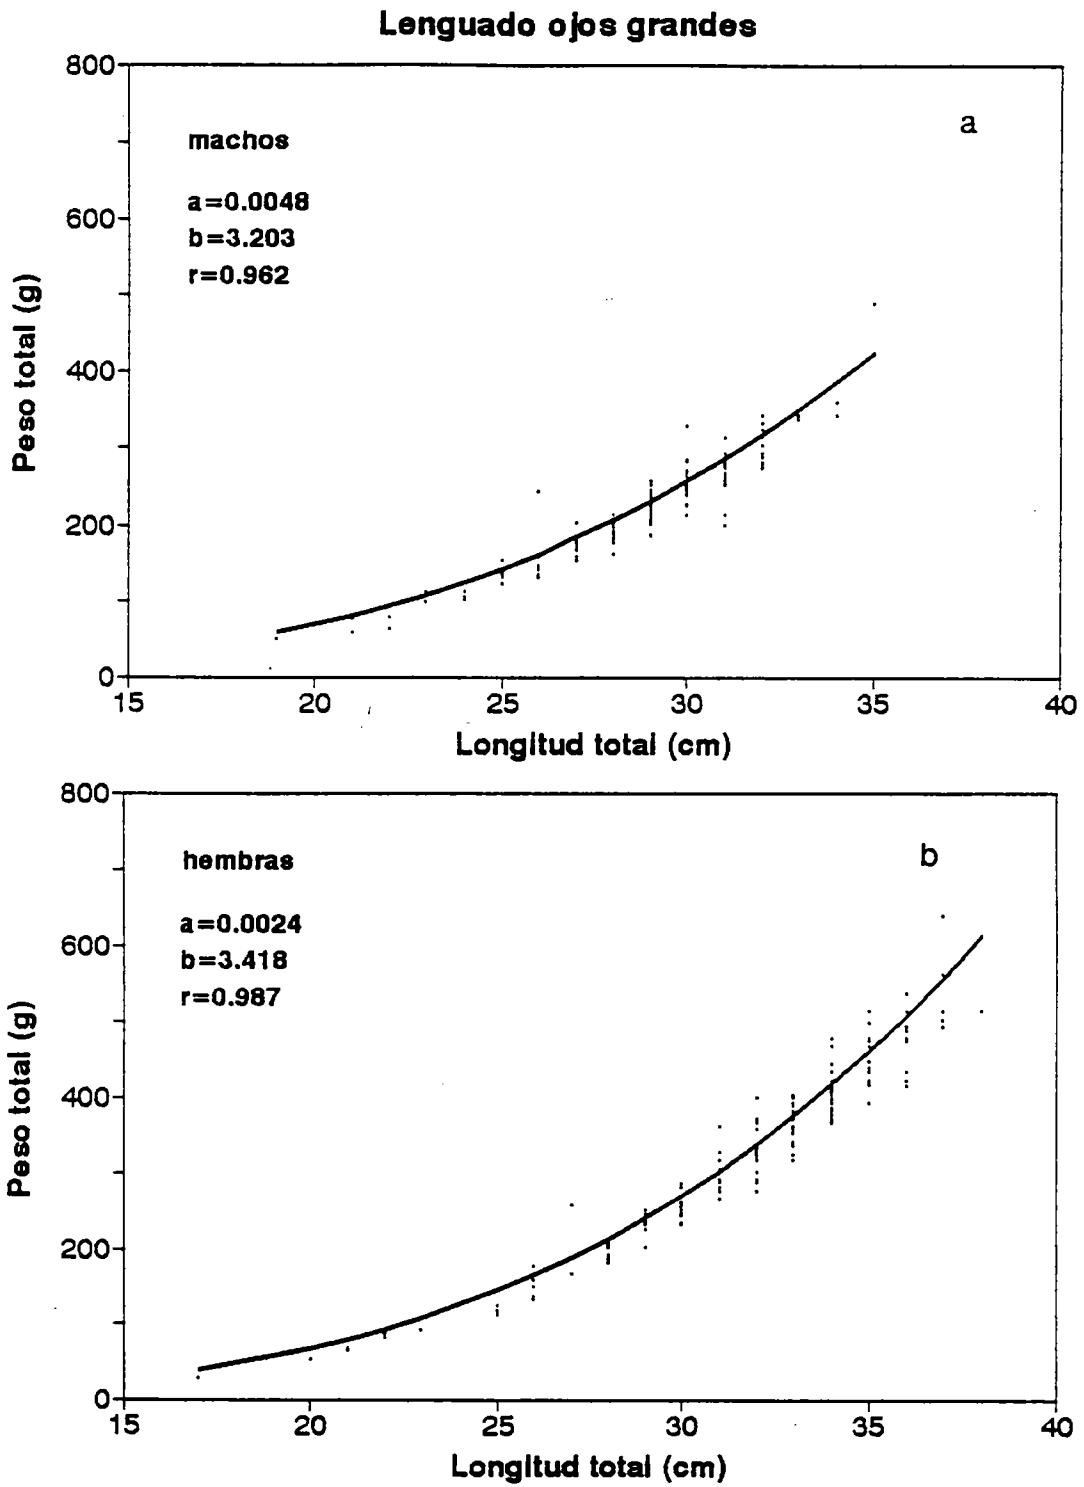 Lenguado ojos grandes
800
600
400
200
0
Peso total (g)
machos
a=0.0048
b=3.203
r=0.962
a
15 20 25 30 35 40
Longitud total (cm)
800
600
400
200
0
Peso total (g)
hembras
a=0.0024
b=3.418
r=0.987
b
15 20 25 30 35 40
Longitud total (cm)